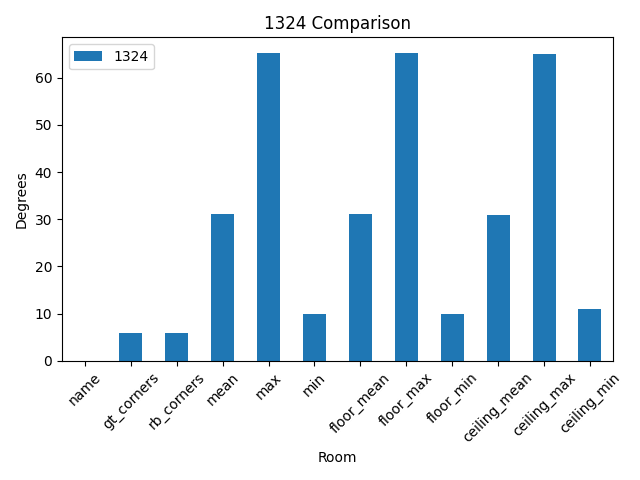 1324 Comparison
1324
Degrees
60
50
40
30
20
10
0
name
gt_corners
rb_corners
mean
max
min
floor_mean
floor_max
floor_min
ceiling_mean
ceiling_max
ceiling_min
Room